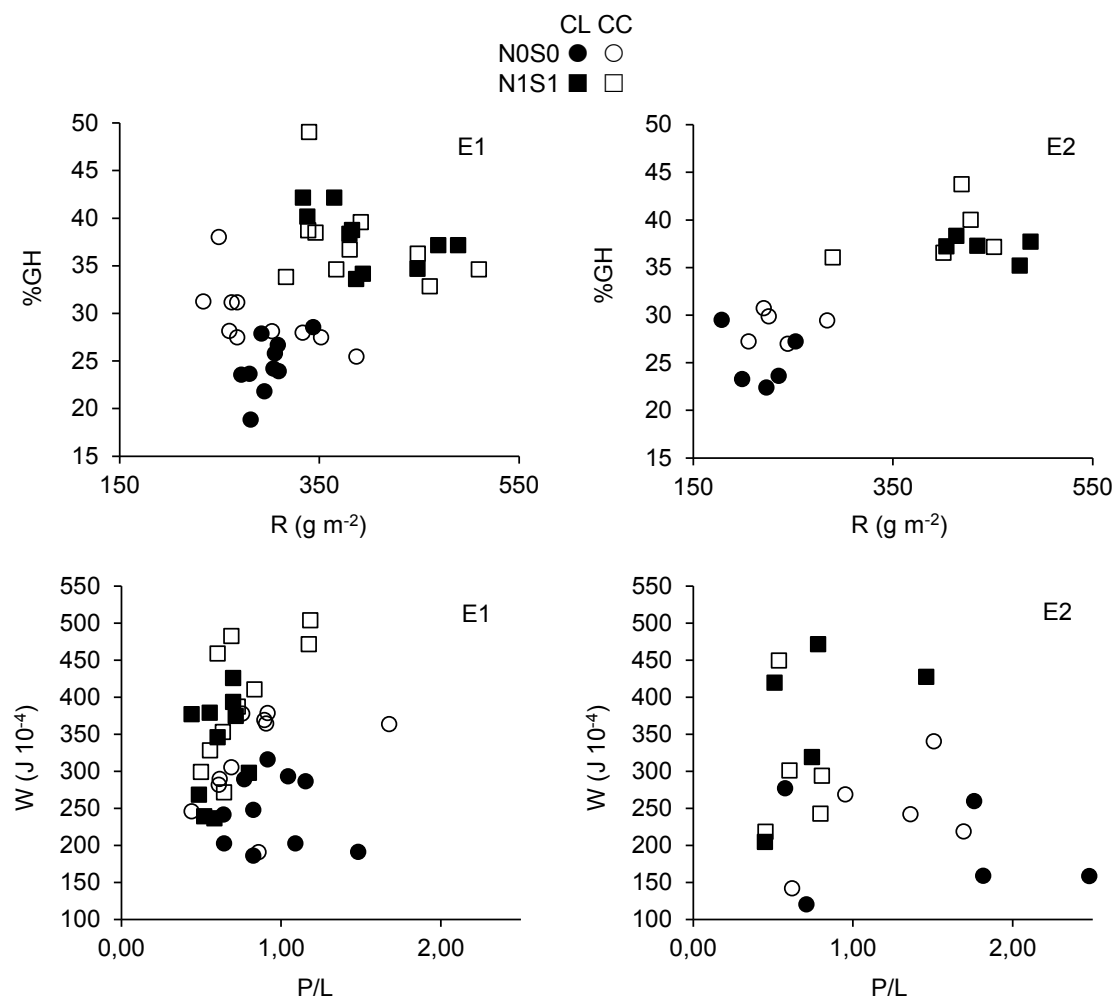 CL CC
N0S0
N1S1
50
45
40
35
30
25
20
15
%GH
E1
150 350 550
R (g m-2)
50
45
40
35
30
25
20
15
%GH
E2
150 350 550
R (g m-2)
550
500
450
400
350
300
250
200
150
100
W (J 10-4)
E1
0,00 1,00 2,00
P/L
550
500
450
400
350
300
250
200
150
100
W (J 10-4)
E2
0,00 1,00 2,00
P/L